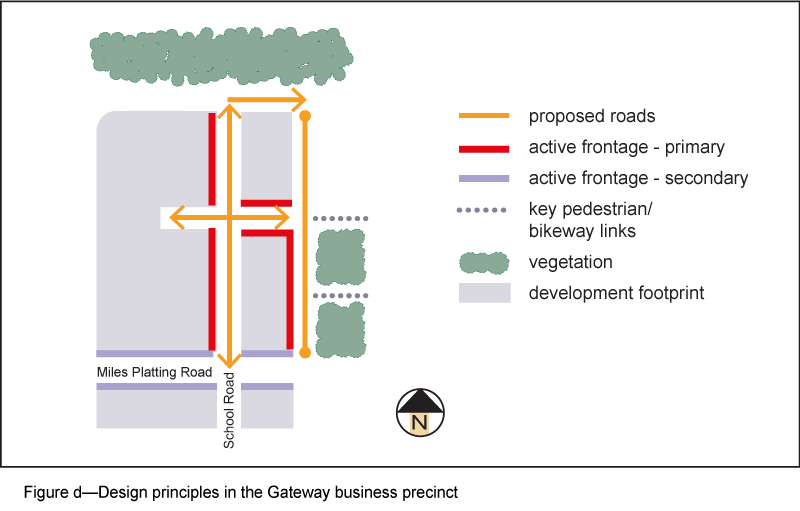 proposed roads
active frontage - primary
active frontage - secondary
key pedestrian/
bikeway links
vegetation
development footprint
Miles Platting Road
School Road
N
Figure d—Design principles in the Gateway business precinct